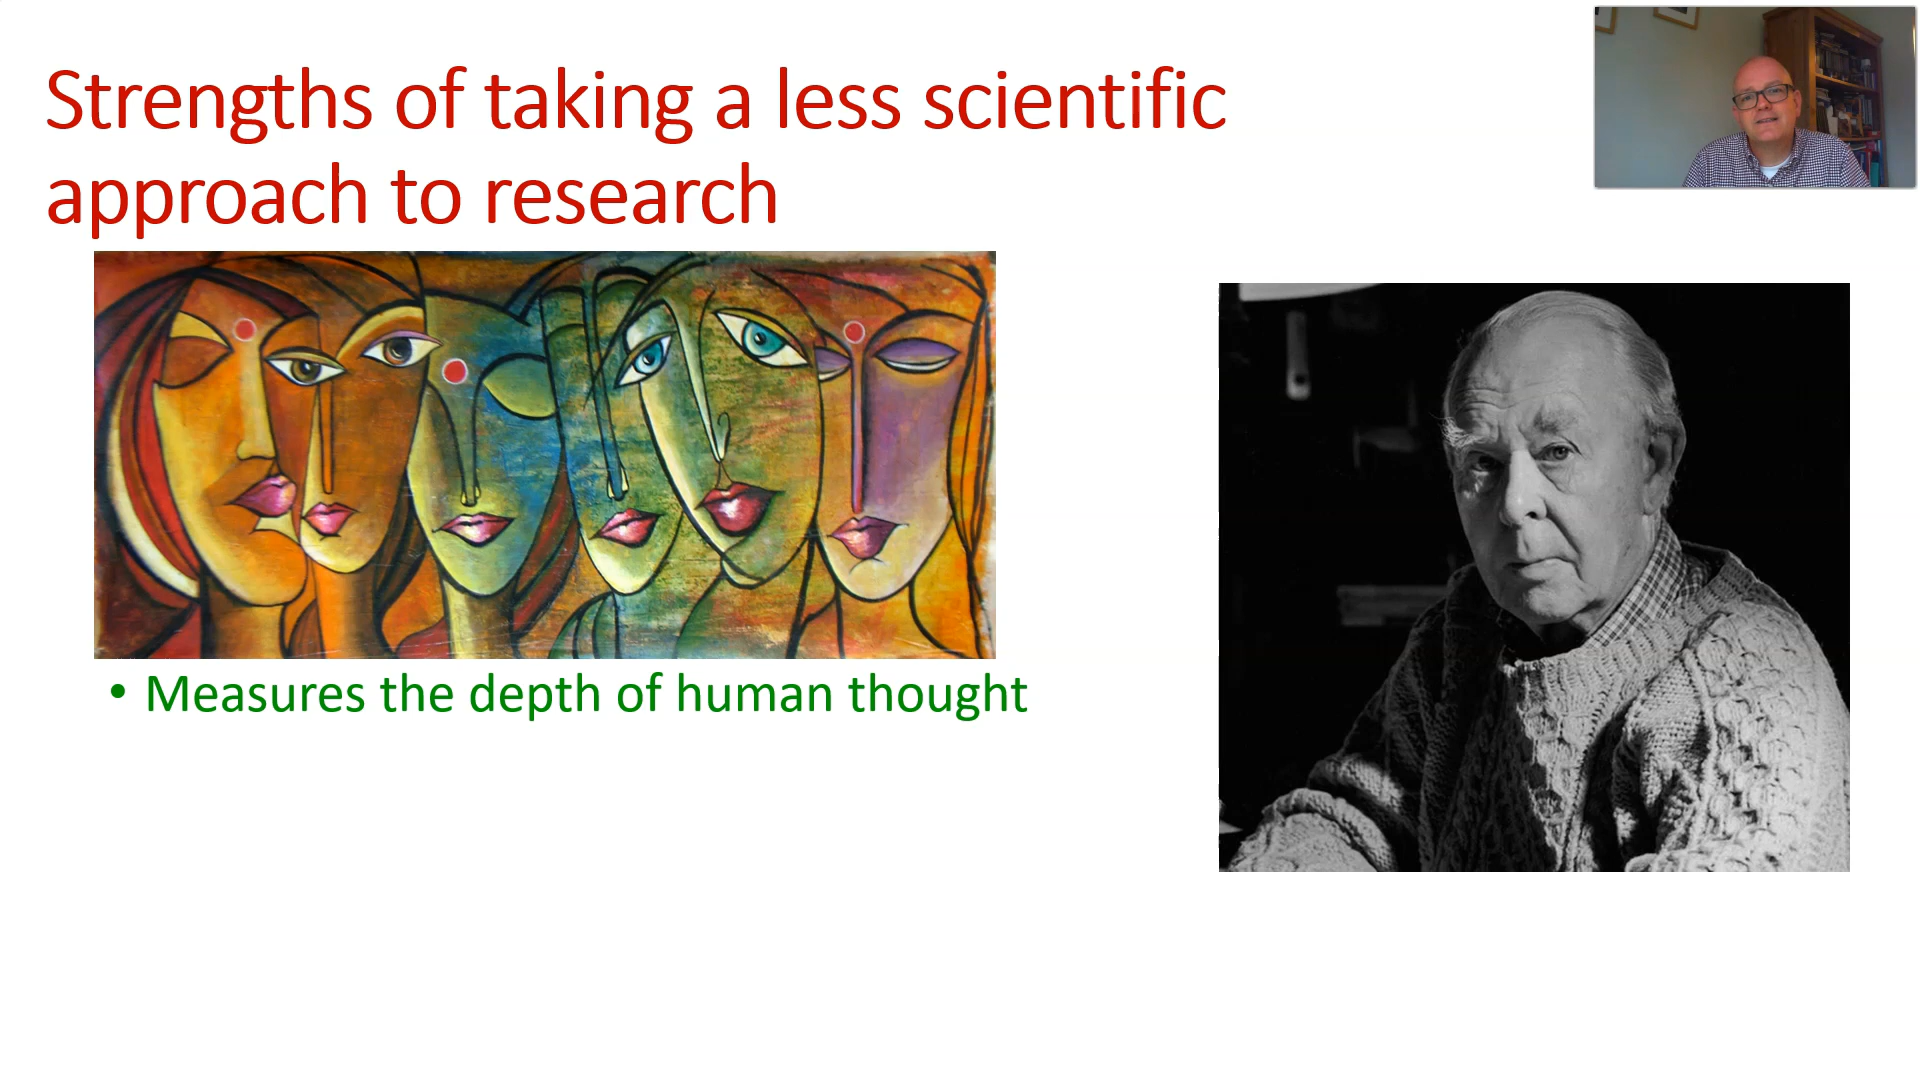 Strengths of taking a less scientific
approach to research
• Measures the depth of human thought